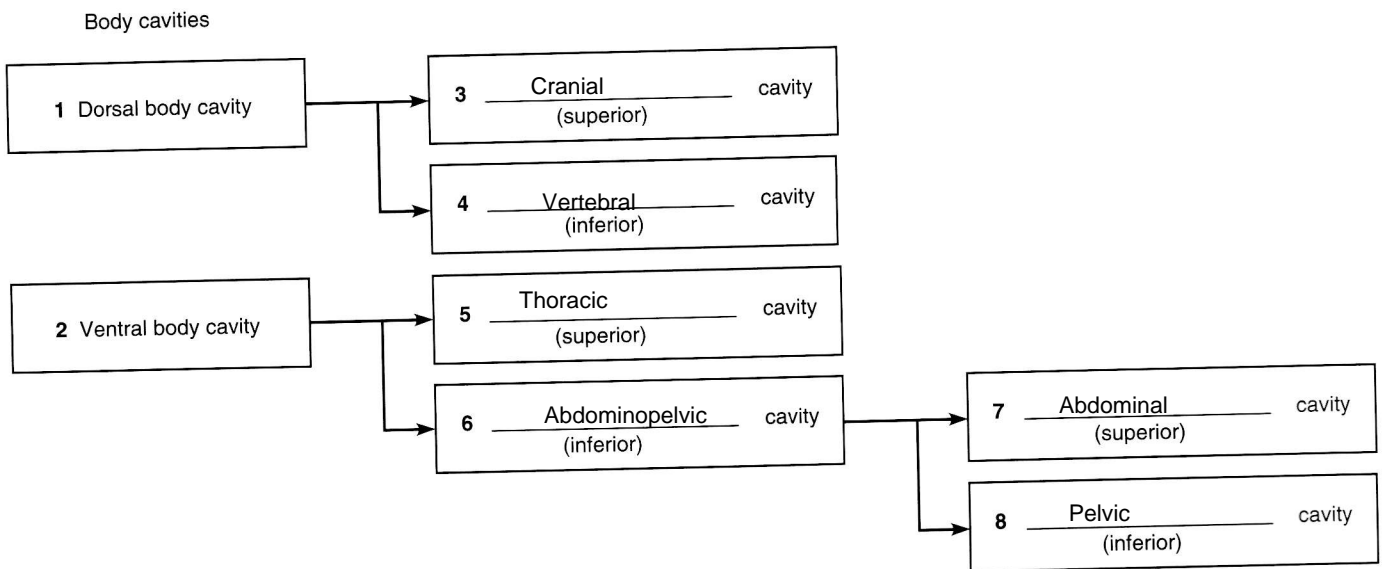 Body cavities
1 Dorsal body cavity
3 Cranial cavity
(superior)
4 Vertebral cavity
(inferior)
2 Ventral body cavity
5 Thoracic cavity
(superior)
6 Abdominopelvic cavity
(inferior)
7 Abdominal cavity
(superior)
8 Pelvic cavity
(inferior)